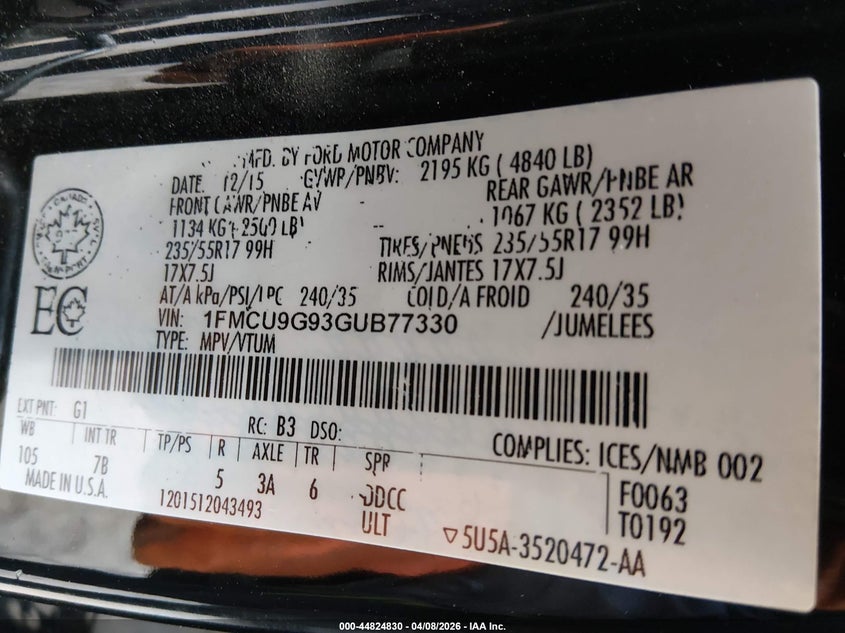 MFD. BY FORD MOTOR COMPANY
DATE: 12/15 GVWP/PNBV: 2195 KG ( 4840 LB)
FRONT GAWR/PNBE AV REAR GAWR/PNBE AR
1134 KG ( 2500 LB) 1067 KG ( 2352 LB)
235/55R17 99H TIRES/PNEUS 235/55R17 99H
17X7.5J RIMS/JANTES 17X7.5J
AT/A kPa/PSI/LPC 240/35 COLD/A FROID 240/35
VIN: 1FMCU9G93GUB77330 /JUMELEES
TYPE: MPV/VTUM
EC
EXT PNT: G1 RC: B3 DSO: COMPLIES: ICES/NMB 002
WB INT TR TP/PS R AXLE TR SPR F0063
105 7B 5 3A 6 DDCC T0192
MADE IN U.S.A. 1201512043493 ULT ▽5U5A-3520472-AA
000-44824830 - 04/08/2026 - IAA Inc.